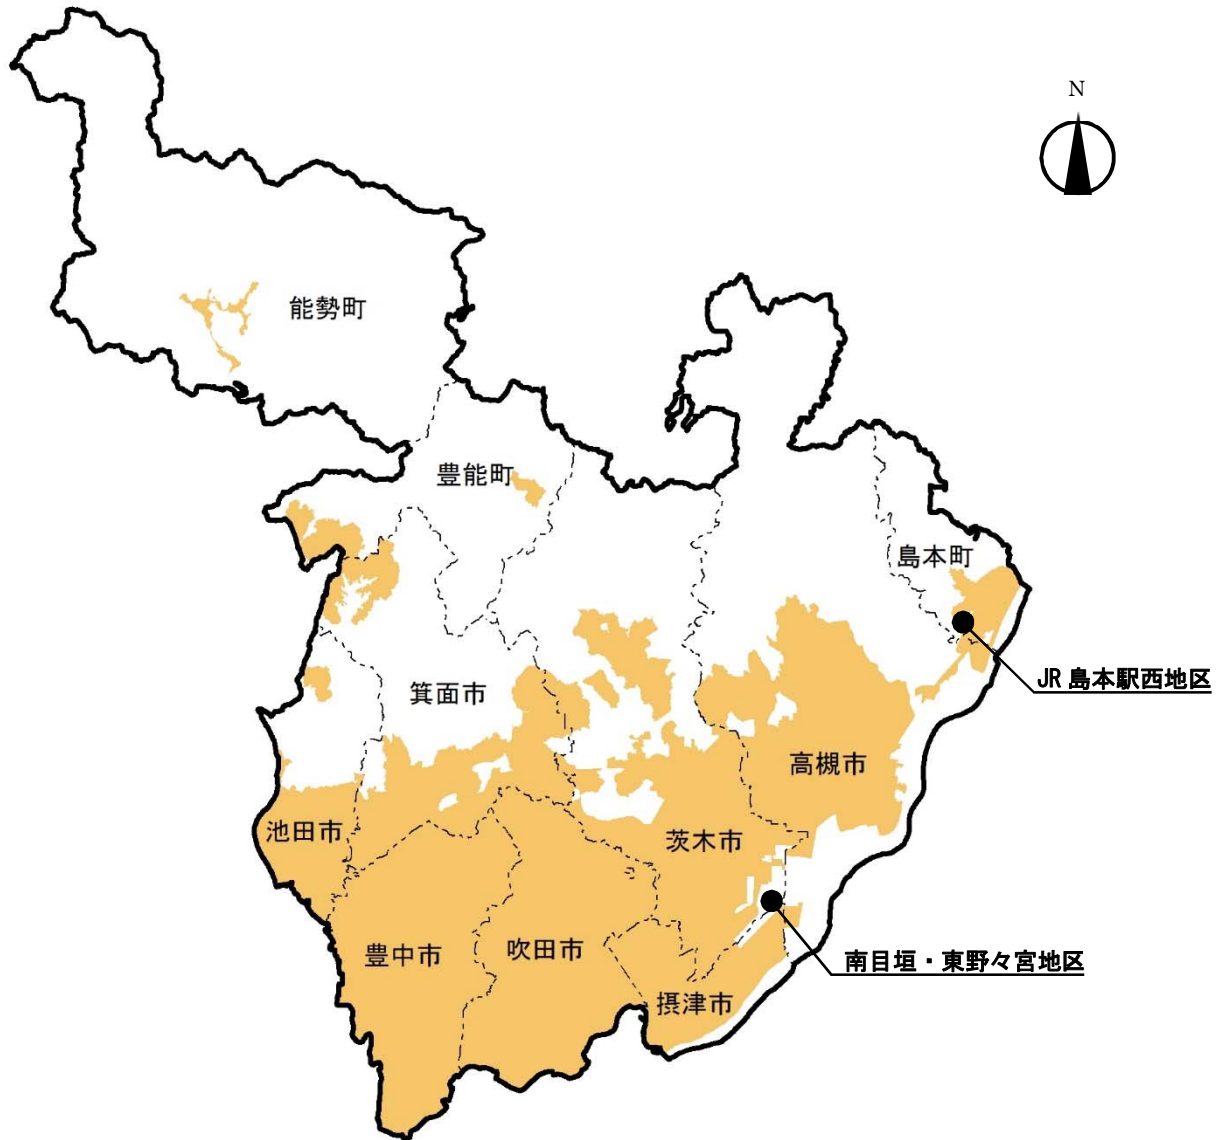 N
能勢町
豊能町
島本町
JR 島本駅西地区
箕面市
高槻市
池田市
茨木市
豊中市
吹田市
南目垣・東野々宮地区
摂津市